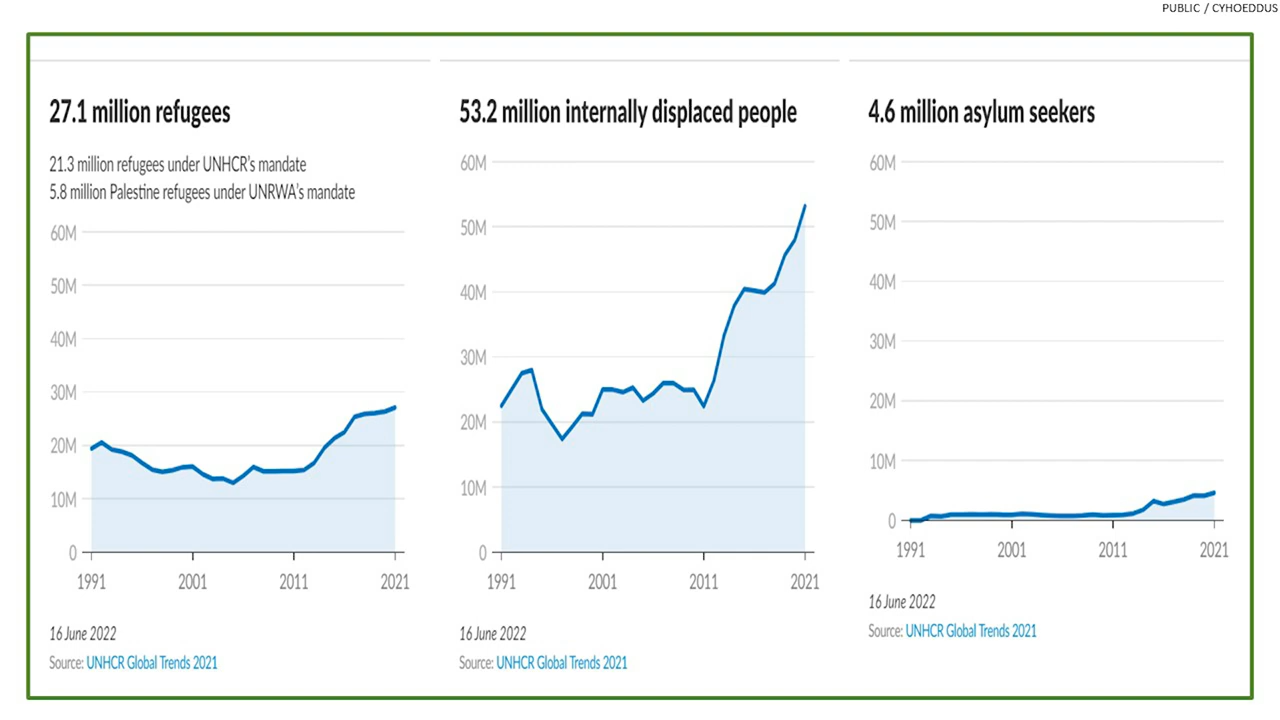 PUBLIC / CYHOEDDUS
27.1 million refugees
21.3 million refugees under UNHCR's mandate
5.8 million Palestine refugees under UNRWA's mandate
60M
50M
40M
30M
20M
10M
0
1991 2001 2011 2021
16 June 2022
Source: UNHCR Global Trends 2021
53.2 million internally displaced people
60M
50M
40M
30M
20M
10M
0
1991 2001 2011 2021
16 June 2022
Source: UNHCR Global Trends 2021
4.6 million asylum seekers
60M
50M
40M
30M
20M
10M
0
1991 2001 2011 2021
16 June 2022
Source: UNHCR Global Trends 2021